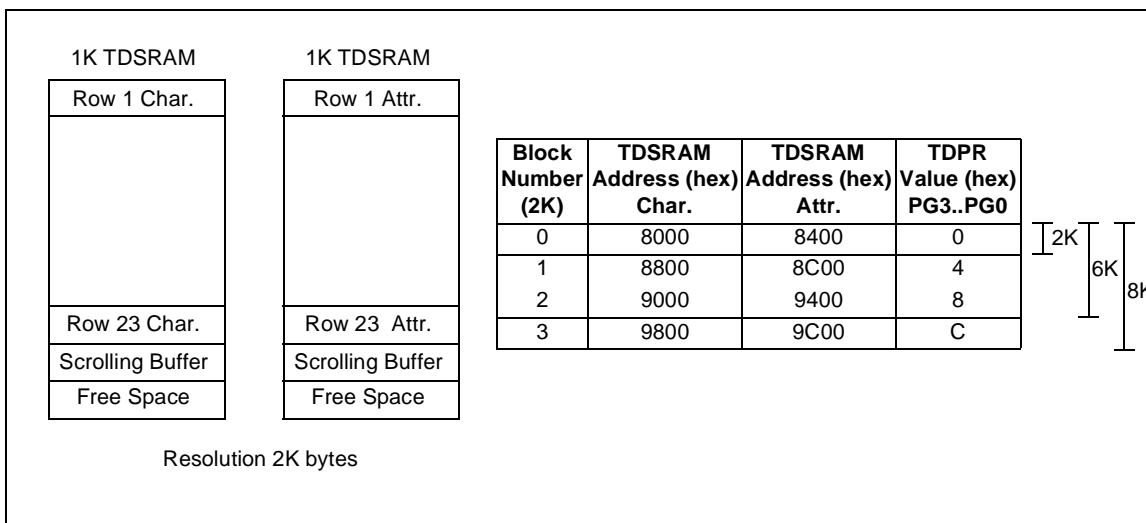 1K TDSRAM
1K TDSRAM
Row 1 Char.
Row 1 Attr.
Row 23 Char.
Row 23 Attr.
Scrolling Buffer
Scrolling Buffer
Free Space
Free Space
Resolution 2K bytes
Block Number (2K) TDSRAM Address (hex) Char. TDSRAM Address (hex) Attr. TDPR Value (hex) PG3..PG0
0 8000 8400 0
1 8800 8C00 4
2 9000 9400 8
3 9800 9C00 C
2K
6K
8K